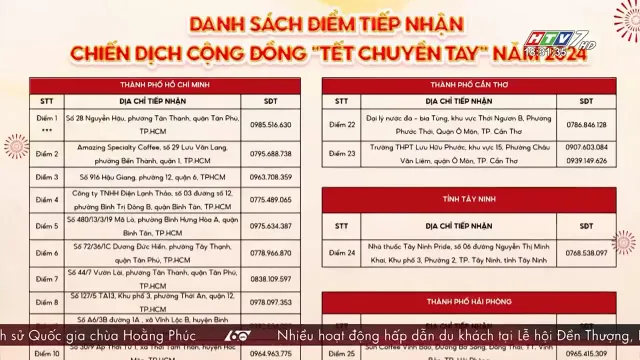 DANH SÁCH ĐIỂM TIẾP NHẬN
CHIẾN DỊCH CỘNG ĐỒNG "TẾT CHUYỀN TAY" NĂM 2024
HTV7 HD
THÀNH PHỐ HỒ CHÍ MINH
STT ĐỊA CHỈ TIẾP NHẬN SĐT
Điểm 1 *** Số 28 Nguyễn Hậu, phường Tân Thành, quận Tân Phú, TP.HCM 0985.516.630
Điểm 2 Amazing Specialty Coffee, số 29 Lưu Văn Lang, phường Bến Thành, quận 1, TP.HCM 0795.688.738
Điểm 3 Số 916 Hậu Giang, phường 12, quận 6, TPHCM 0963.708.359
Điểm 4 Công ty TNHH Điện Lạnh Thảo, số 03 đường số 12, phường Bình Trị Đông B, quận Bình Tân, TP.HCM 0775.489.065
Điểm 5 Số 480/13/3/19 Mã Lò, phường Bình Hưng Hòa A, quận Bình Tân, TP.HCM 0975.634.387
Điểm 6 Số 72/36/1C Dương Đức Hiền, phường Tây Thạnh, quận Tân Phú, TP.HCM 0778.966.870
Điểm 7 Số 44/7 Vườn Lài, phường Tân Thành, quận Tân Phú, TP.HCM 0838.109.597
Điểm 8 Số 127/5 TA13, Khu phố 3, phường Thới An, quận 12, TP.HCM 0978.097.353
Số A6/3B đường 1A, xã Vĩnh Lộc B, huyện Bình
Điểm 10 0964.963.775
THÀNH PHỐ CẦN THƠ
STT ĐỊA CHỈ TIẾP NHẬN SĐT
Điểm 22 Đại lý nước đá - bia Tùng, khu vực Thới Ngươn B, Phường Phước Thới, Quận Ô Môn, TP. Cần Thơ 0786.846.128
Điểm 23 Trường THPT Lưu Hữu Phước, khu vực 15, Phường Châu Văn Liêm, quận Ô Môn, TP. Cần Thơ 0907.603.084 0939.149.626
TỈNH TÂY NINH
STT ĐỊA CHỈ TIẾP NHẬN SĐT
Điểm 24 Nhà thuốc Tây Ninh Pride, số 06 đường Nguyễn Thị Minh Khai, Khu phố 3, Phường 2, TP. Tây Ninh, tỉnh Tây Ninh 0768.538.097
THÀNH PHỐ HẢI PHÒNG
STT ĐỊA CHỈ TIẾP NHẬN SĐT
Điểm 25 0965.415.309
h sử Quốc gia chùa Hoằng Phúc Nhiều hoạt động hấp dẫn du khách tại Lễ hội Đền Thượng,